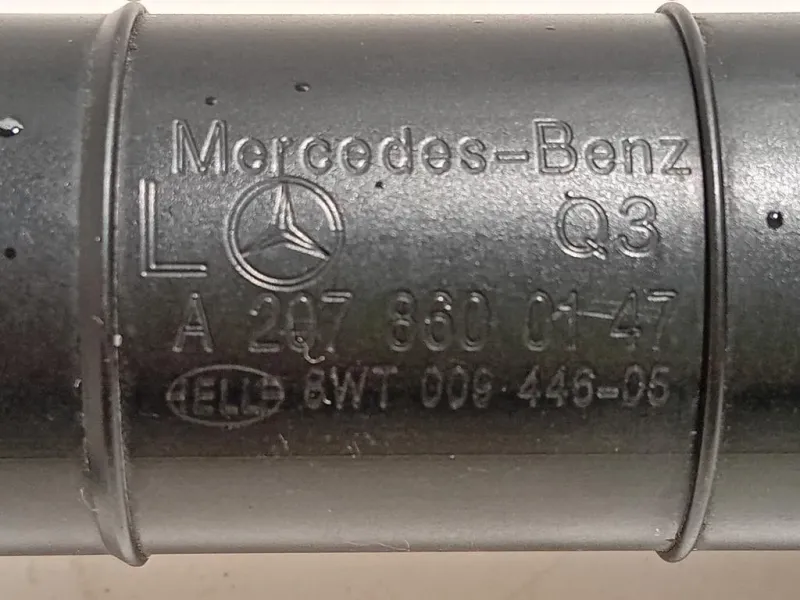 Mercedes-Benz
L Q3
A 207 860 01 47
HELLA 8WT 009 446-05